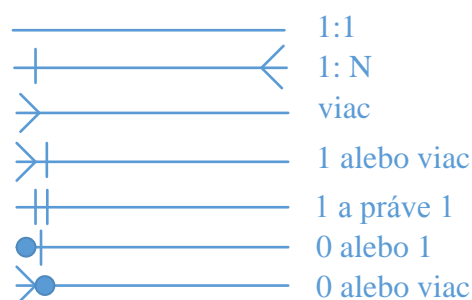 1:1
1: N
viac
1 alebo viac
1 a práve 1
0 alebo 1
0 alebo viac